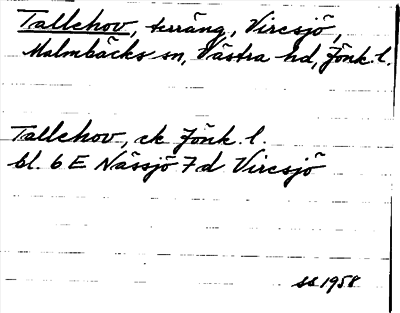 Tallehov, terräng, Viresjö,
Malmbäcks sn, Västra hd, Jönk. l.
Tallehov, ek Jönk. l.
bl. 6 E Nässjö 7 d Viresjö
ss 1958